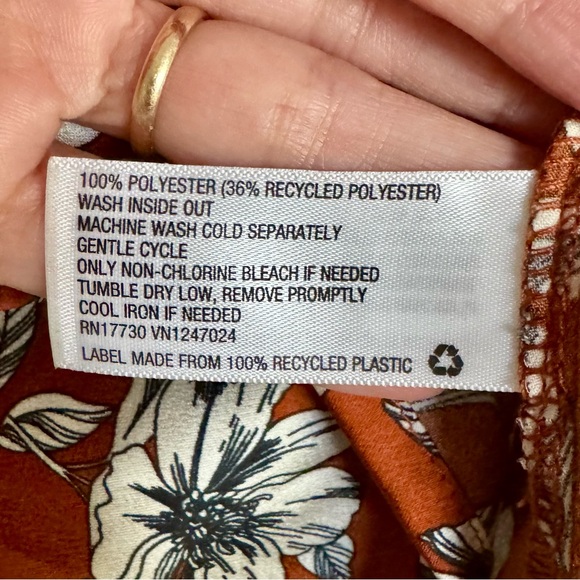 100% POLYESTER (36% RECYCLED POLYESTER)
WASH INSIDE OUT
MACHINE WASH COLD SEPARATELY
GENTLE CYCLE
ONLY NON-CHLORINE BLEACH IF NEEDED
TUMBLE DRY LOW, REMOVE PROMPTLY
COOL IRON IF NEEDED
RN17730 VN1247024
LABEL MADE FROM 100% RECYCLED PLASTIC